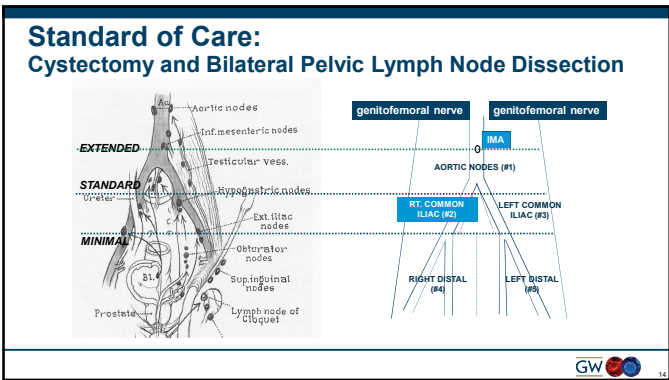 Standard of Care:
Cystectomy and Bilateral Pelvic Lymph Node Dissection
Ao.
Aortic nodes
Inf.mesenteric nodes
EXTENDED
Testicular Vess.
STANDARD
Ureter
Hypogastric nodes
Ext.iliac
nodes
MINIMAL
Obturator
nodes
Bl.
Sup.inguinal
nodes
Prostate
Lymph node of
Cloquet
genitofemoral nerve
genitofemoral nerve
IMA
AORTIC NODES (#1)
RT. COMMON
ILIAC (#2)
LEFT COMMON
ILIAC (#3)
RIGHT DISTAL
(#4)
LEFT DISTAL
(#5)
GW
14